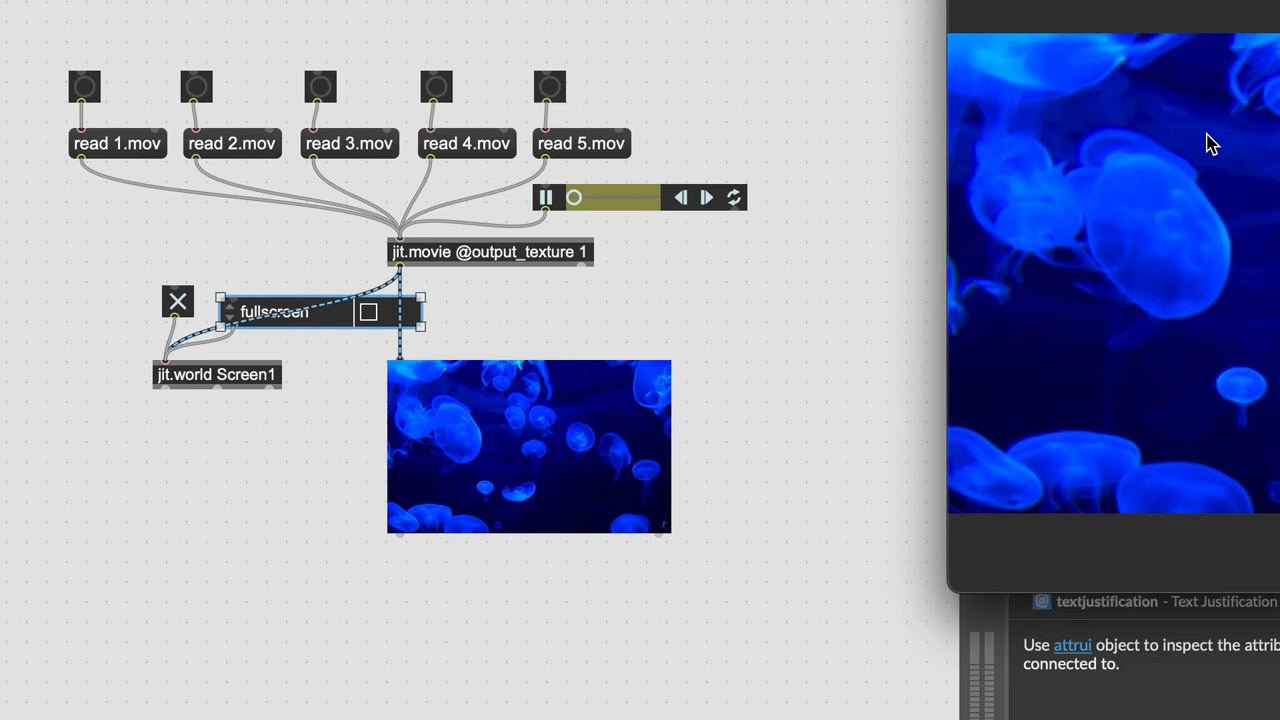 read 1.mov
read 2.mov
read 3.mov
read 4.mov
read 5.mov
jit.movie @output_texture 1
fullscreen
jit.world Screen1
@ textjustification - Text Justification
Use attrui object to inspect the attrib
connected to.